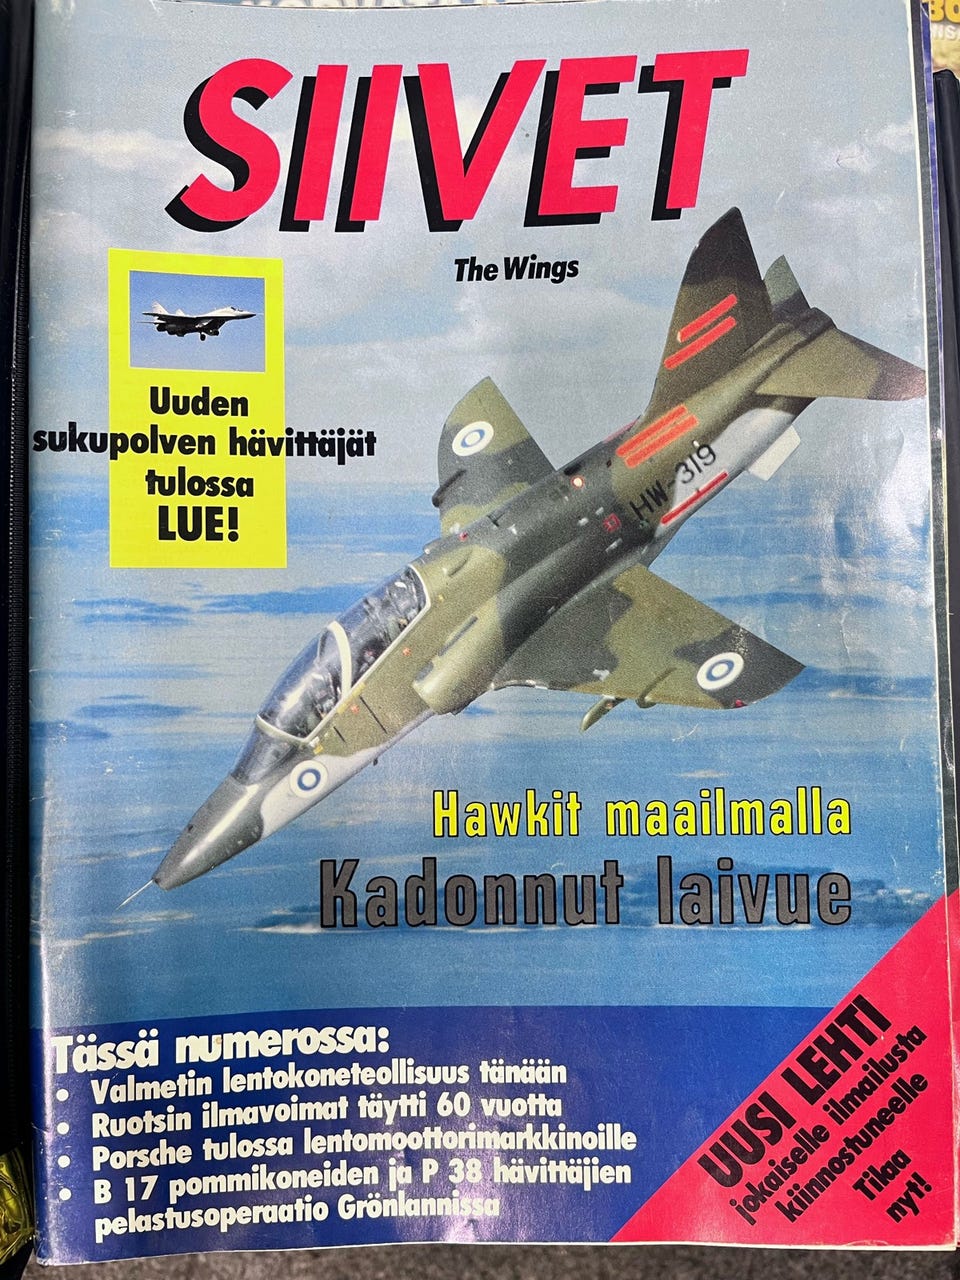 SIIVET
The Wings
Uuden
sukupolven hävittäjät
tulossa
LUE!
HW-319
Hawkit maailmalla
Kadonnut laivue
Tässä numerossa:
• Valmetin lentokoneteollisuus tänään
• Ruotsin ilmavoimat täytti 60 vuotta
• Porsche tulossa lentomoottorimarkkinoille
• B 17 pommikoneiden ja P 38 hävittäjien
pelastusoperaatio Grönlannissa
UUSI LEHTI
jokaiselle ilmailusta
kiinnostuneelle
Tilaa
nyt!